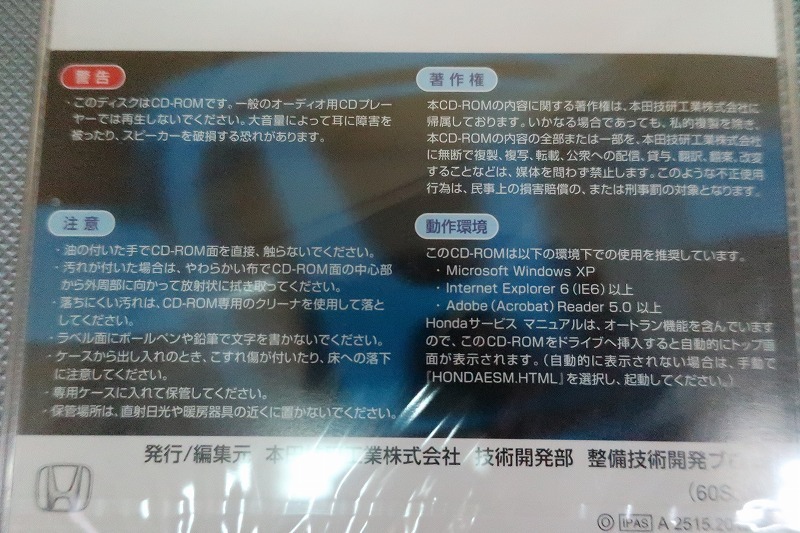 警告
・このディスクはCD-ROMです。一般のオーディオ用CDプレー
ヤーでは再生しないでください。大音量によって耳に障害を
被ったり、スピーカーを破損する恐れがあります。
注意
・油の付いた手でCD-ROM面を直接、触らないでください。
・汚れが付いた場合は、やわらかい布でCD-ROM面の中心部
から外周部に向かって放射状に拭き取ってください。
・落ちにくい汚れは、CD-ROM専用のクリーナを使用して落と
してください。
・ラベル面にボールペンや鉛筆で文字を書かないでください。
・ケースから出し入れのとき、こすれ傷が付いたり、床への落下
に注意してください。
・専用ケースに入れて保管してください。
・保管場所は、直射日光や暖房器具の近くに置かないでください。
著作権
本CD-ROMの内容に関する著作権は、本田技研工業株式会社に
帰属しております。いかなる場合であっても、私的複製を除き、
本CD-ROMの内容の全部または一部を、本田技研工業株式会社
に無断で複製、複写、転載、公衆への配信、貸与、翻訳、翻案、改変
することなどは、媒体を問わず禁止します。このような不正使用
行為は、民事上の損害賠償の、または刑事罰の対象となります。
動作環境
このCD-ROMは以下の環境下での使用を推奨しています。
・Microsoft Windows XP
・Internet Explorer 6 (IE6) 以上
・Adobe (Acrobat) Reader 5.0 以上
Hondaサービス マニュアルは、オートラン機能を含んでいます
ので、このCD-ROMをドライブへ挿入すると自動的にトップ画
面が表示されます。(自動的に表示されない場合は、手動で
『HONDAESM.HTML』を選択し、起動してください。)
発行/編集元 本田技研工業株式会社 技術開発部 整備技術開発ブ
(60S
Ⓒ IPAS A 2515.20